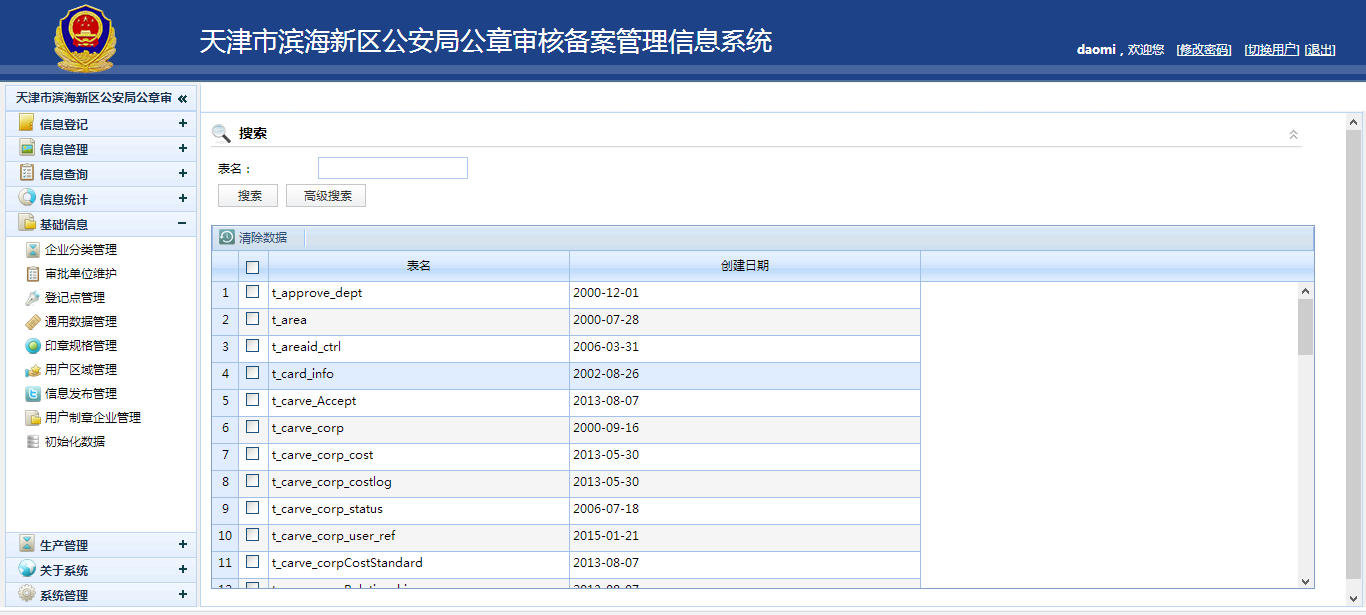 天津市滨海新区公安局公章审核备案管理信息系统
daomi，欢迎您 [修改密码] [切换用户] [退出]
天津市滨海新区公安局公章审 «
信息登记 +
信息管理 +
信息查询 +
信息统计 +
基础信息 −
企业分类管理
审批单位维护
登记点管理
通用数据管理
印章规格管理
用户区域管理
信息发布管理
用户制章企业管理
初始化数据
生产管理 +
关于系统 +
系统管理 +
搜索
表名：
搜索 高级搜索
清除数据
表名 创建日期
1 t_approve_dept 2000-12-01
2 t_area 2000-07-28
3 t_areaid_ctrl 2006-03-31
4 t_card_info 2002-08-26
5 t_carve_Accept 2013-08-07
6 t_carve_corp 2000-09-16
7 t_carve_corp_cost 2013-05-30
8 t_carve_corp_costlog 2013-05-30
9 t_carve_corp_status 2006-07-18
10 t_carve_corp_user_ref 2015-01-21
11 t_carve_corpCostStandard 2013-08-07